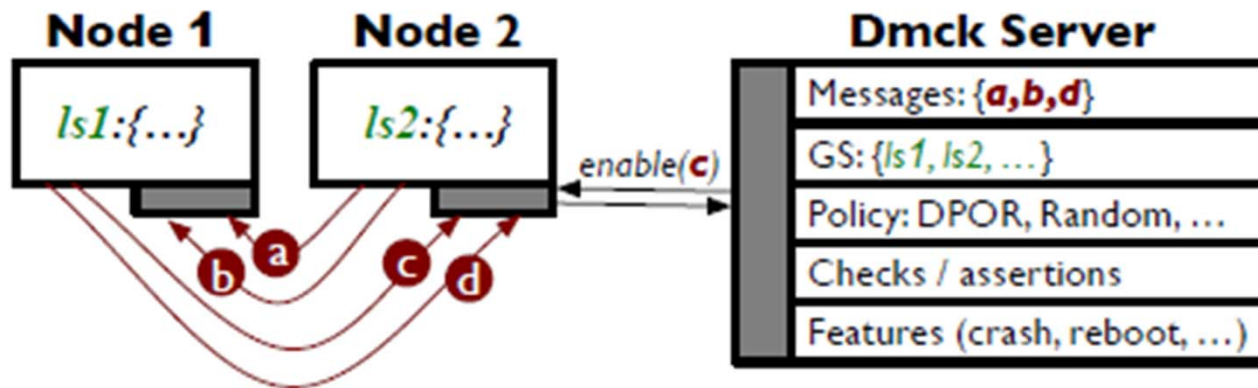 Node 1
Node 2
Dmck Server
ls1:{...}
ls2:{...}
enable(c)
a
b
c
d
Messages: {a,b,d}
GS: {ls1, ls2, ...}
Policy: DPOR, Random, ...
Checks / assertions
Features (crash, reboot, ...)